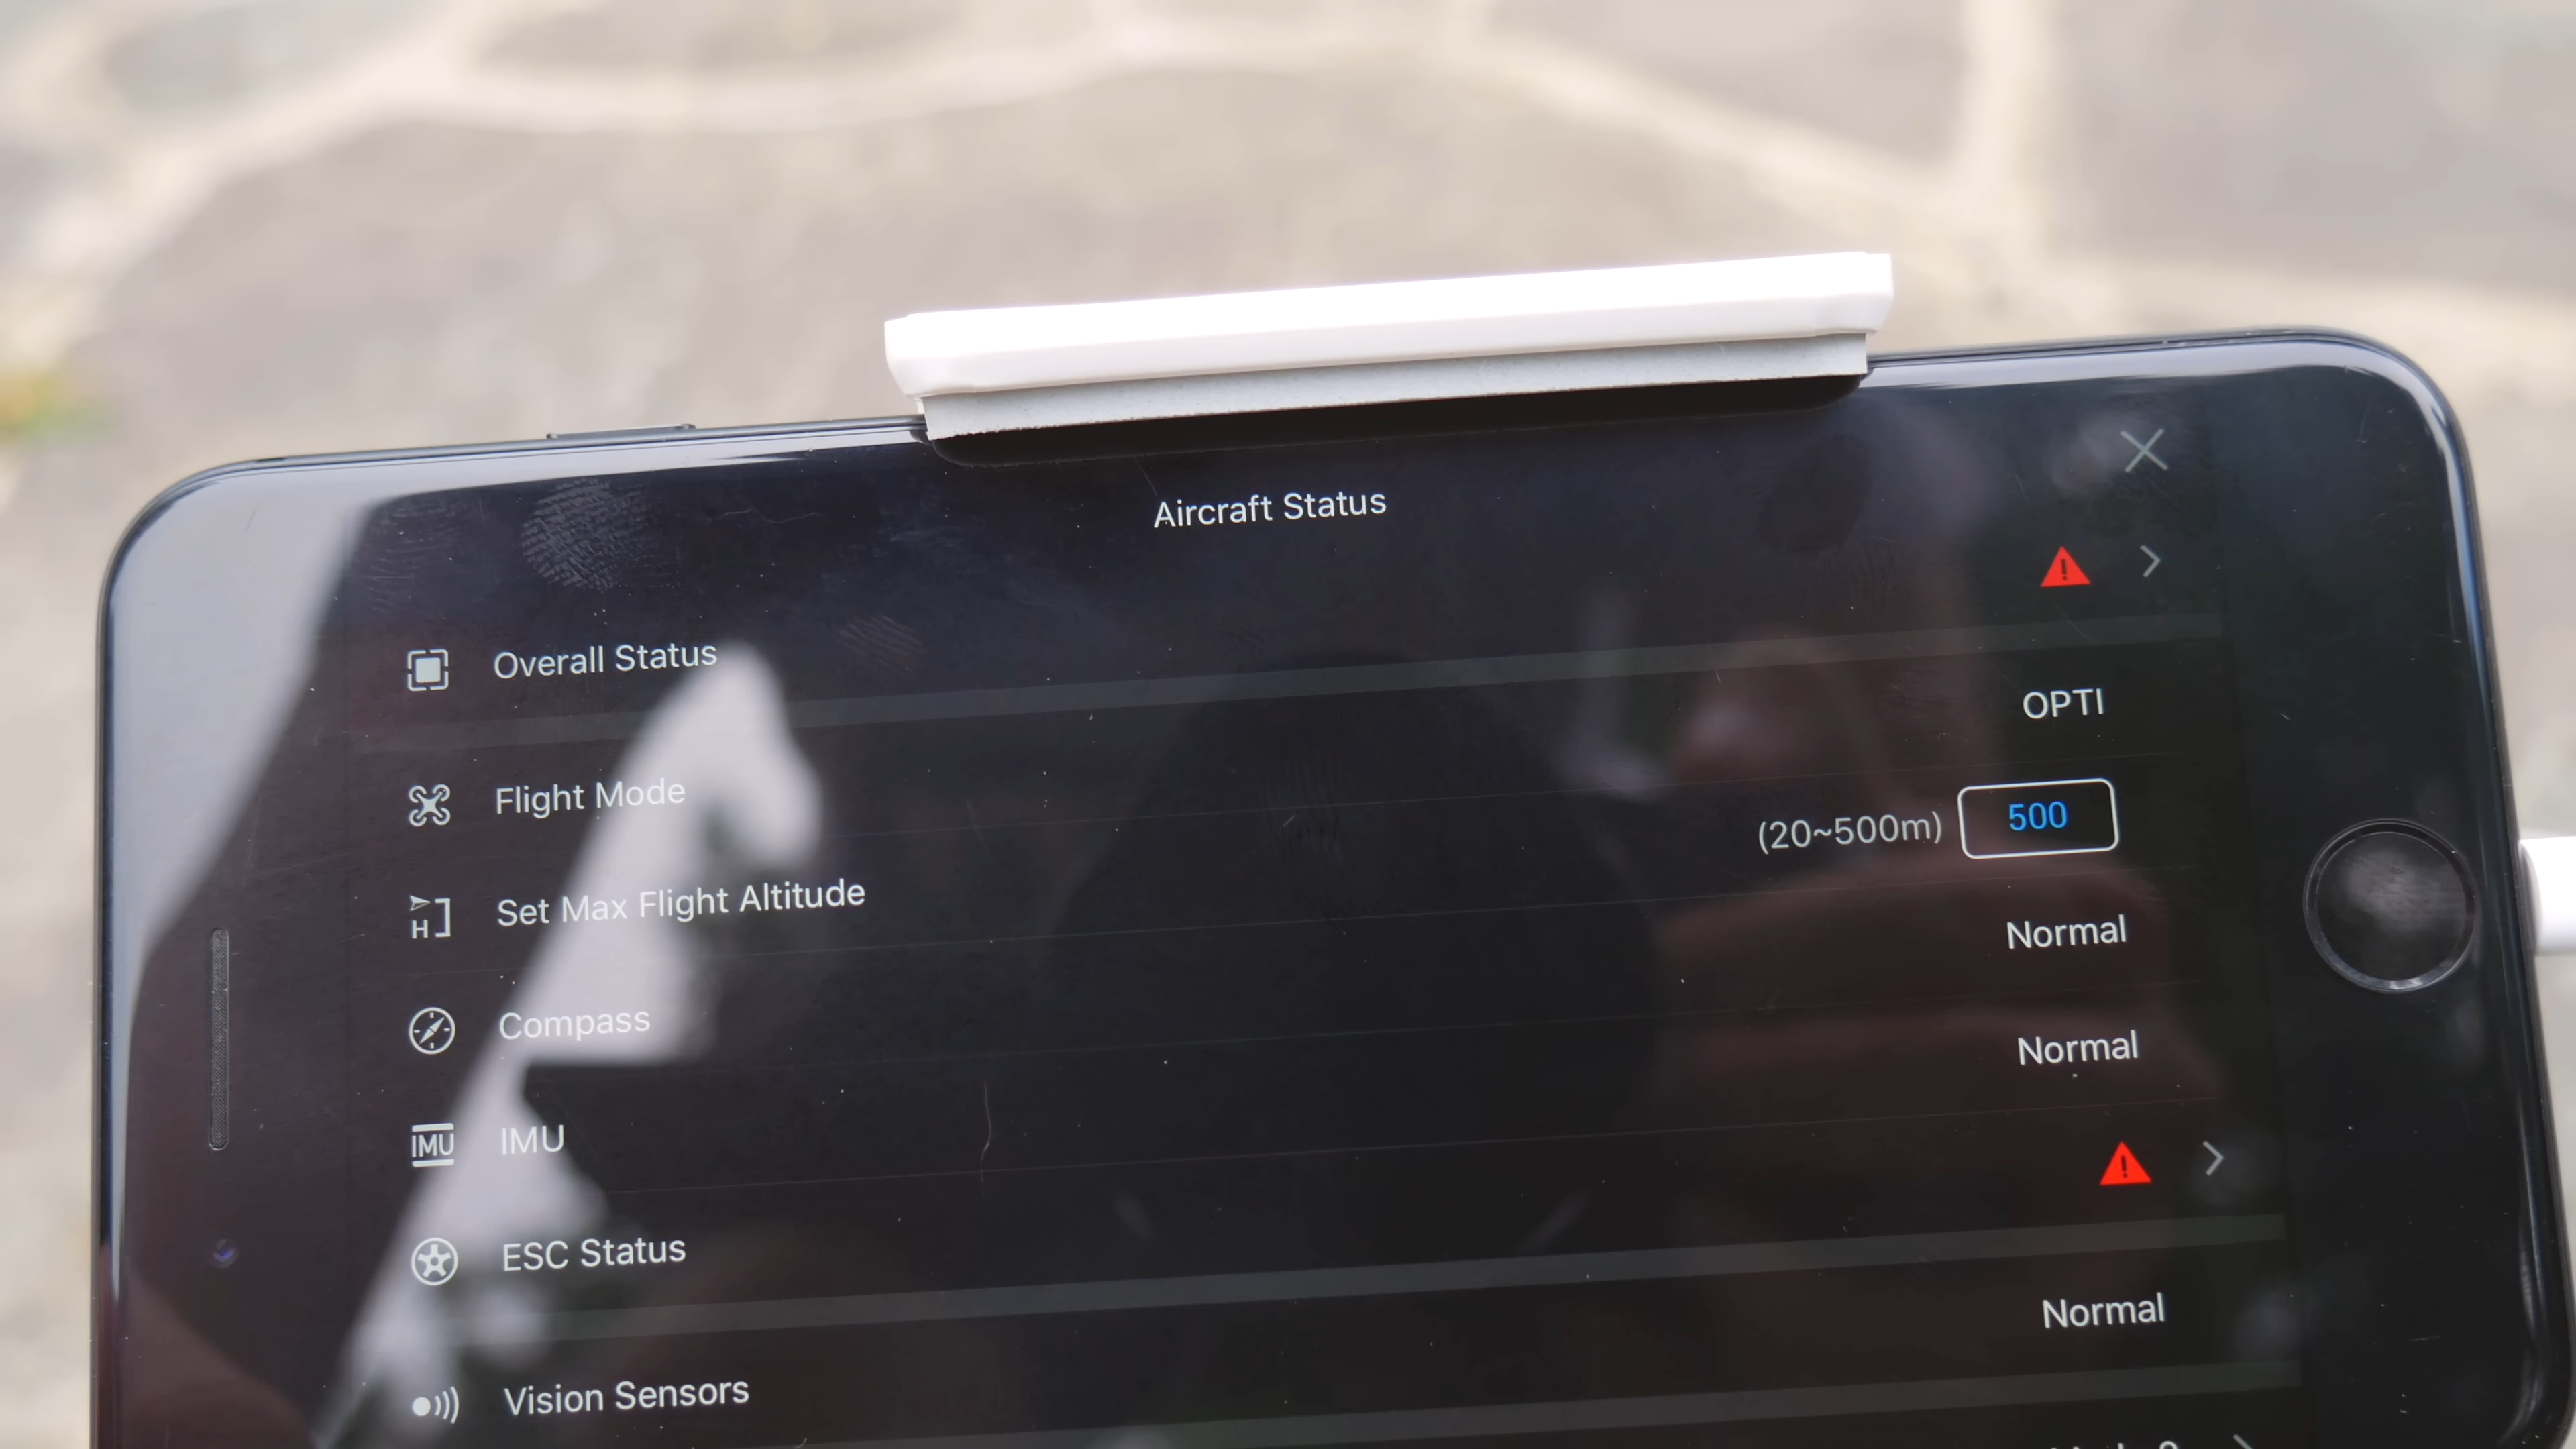 Aircraft Status
Overall Status
Flight Mode OPTI
H Set Max Flight Altitude (20~500m) 500
Compass Normal
IMU IMU Normal
ESC Status
Vision Sensors Normal